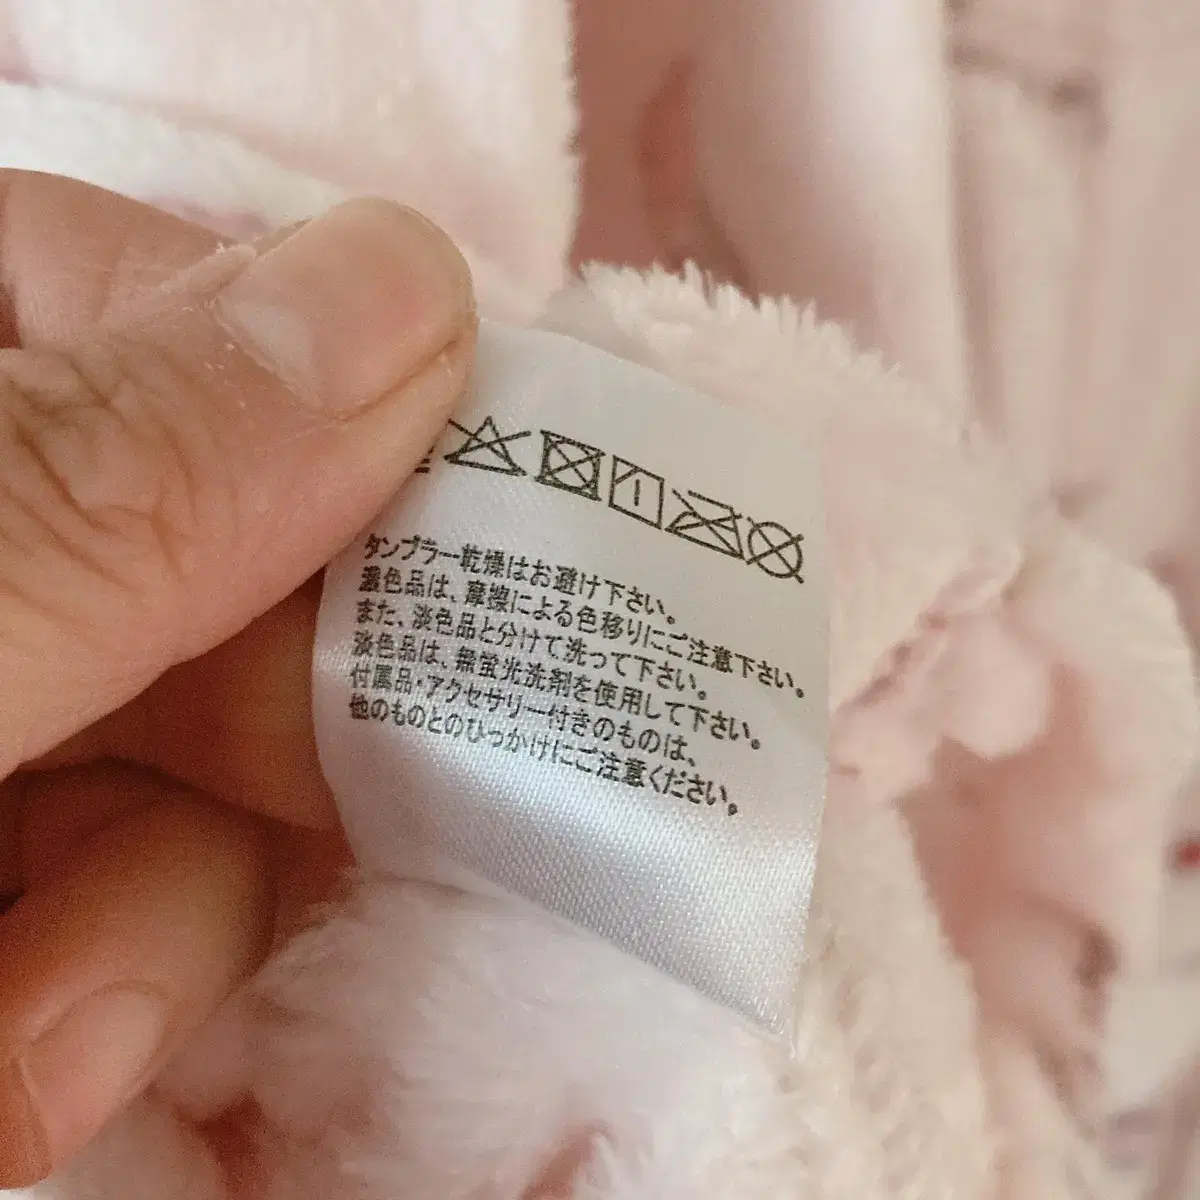 タンブラー乾燥はお避け下さい。
濃色品は、摩擦による色移りにご注意下さい。
また、淡色品と分けて洗って下さい。
淡色品は、無蛍光洗剤を使用して下さい。
付属品・アクセサリー付きのものは、
他のものとのひっかけにご注意ください。